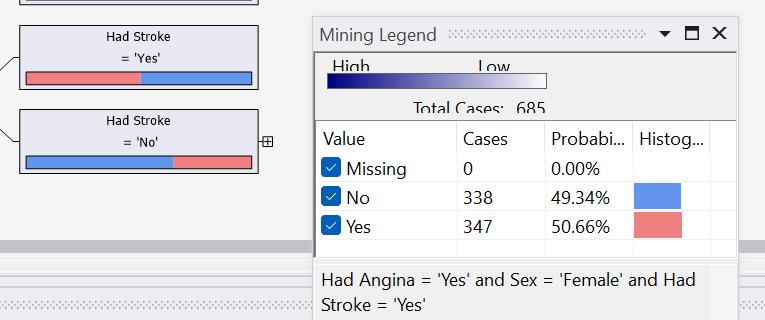 Had Stroke
= 'Yes'
Had Stroke
= 'No'
Mining Legend
High Low
Total Cases: 685
Value Cases Probabi... Histog...
Missing 0 0.00%
No 338 49.34%
Yes 347 50.66%
Had Angina = 'Yes' and Sex = 'Female' and Had
Stroke = 'Yes'